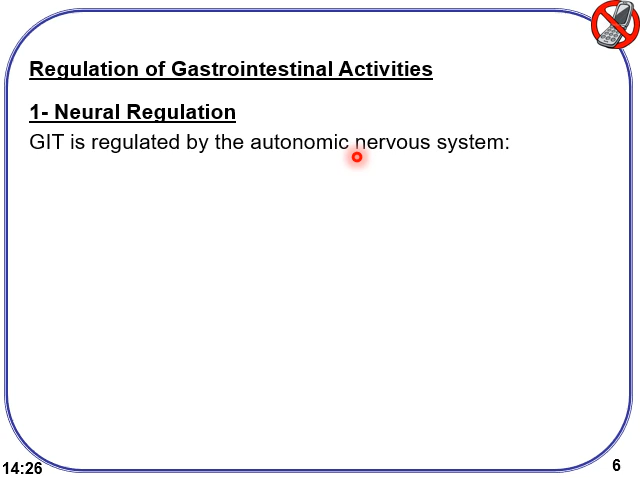 Regulation of Gastrointestinal Activities
1- Neural Regulation
GIT is regulated by the autonomic nervous system:
14:26
6